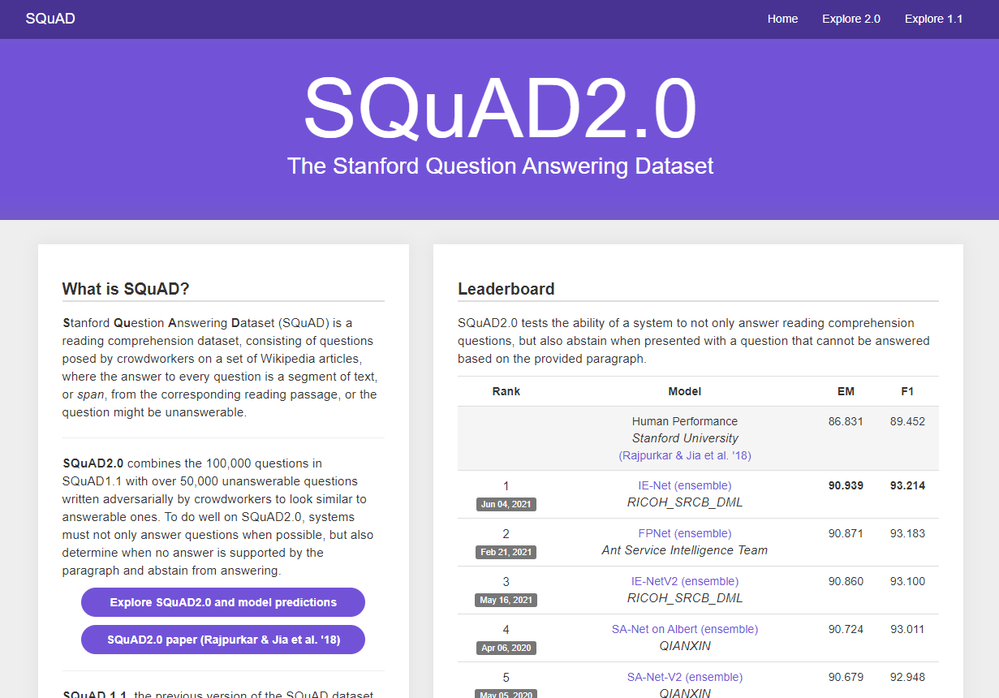 SQuAD
Home Explore 2.0 Explore 1.1
SQuAD2.0
The Stanford Question Answering Dataset
What is SQuAD?
Stanford Question Answering Dataset (SQuAD) is a
reading comprehension dataset, consisting of questions
posed by crowdworkers on a set of Wikipedia articles,
where the answer to every question is a segment of text,
or span, from the corresponding reading passage, or the
question might be unanswerable.
SQuAD2.0 combines the 100,000 questions in
SQuAD1.1 with over 50,000 unanswerable questions
written adversarially by crowdworkers to look similar to
answerable ones. To do well on SQuAD2.0, systems
must not only answer questions when possible, but also
determine when no answer is supported by the
paragraph and abstain from answering.
Explore SQuAD2.0 and model predictions
SQuAD2.0 paper (Rajpurkar & Jia et al. '18)
SQuAD 1.1, the previous version of the SQuAD dataset,
Leaderboard
SQuAD2.0 tests the ability of a system to not only answer reading comprehension
questions, but also abstain when presented with a question that cannot be answered
based on the provided paragraph.
Rank Model EM F1
Human Performance 86.831 89.452
Stanford University
(Rajpurkar & Jia et al. '18)
1 IE-Net (ensemble) 90.939 93.214
Jun 04, 2021 RICOH_SRCB_DML
2 FPNet (ensemble) 90.871 93.183
Feb 21, 2021 Ant Service Intelligence Team
3 IE-NetV2 (ensemble) 90.860 93.100
May 16, 2021 RICOH_SRCB_DML
4 SA-Net on Albert (ensemble) 90.724 93.011
Apr 06, 2020 QIANXIN
5 SA-Net-V2 (ensemble) 90.679 92.948
May 05, 2020 QIANXIN